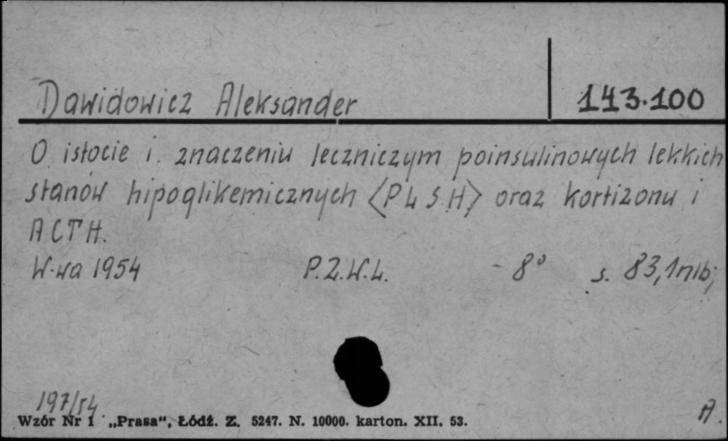 Dawidowicz Aleksander 143.100
O istocie i znaczeniu leczniczym poinsulinowych lekkich
stanów hipoglikemicznych (PLSH) oraz kortizonu i
ACTH.
W-wa 1954 P.Z.W.L. - 8° s. 83,1nlb;
197/54
A
Wzór Nr 1 „Prasa", Łódź. Z. 5247. N. 10000. karton. XII. 53.